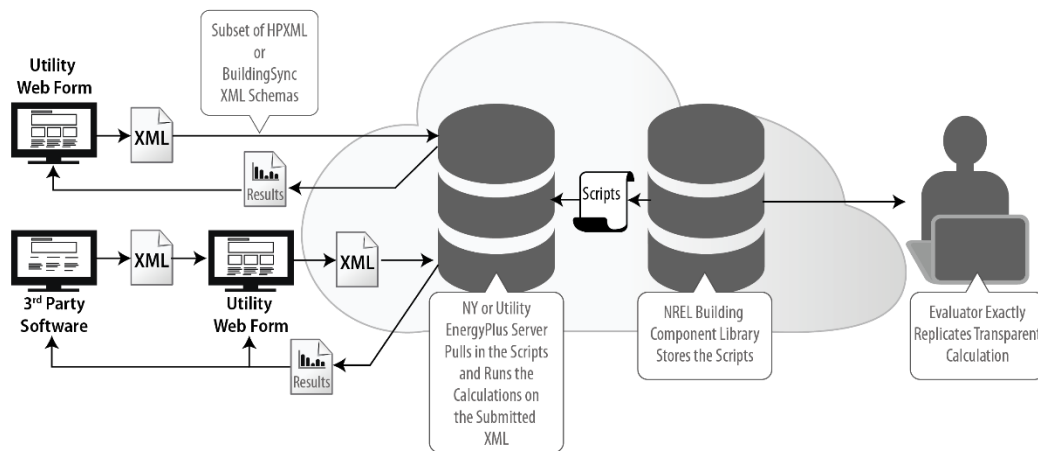 Subset of HPXML
or
BuildingSync
XML Schemas
Utility
Web Form
XML
Results
Scripts
XML
XML
3rd Party
Software
Utility
Web Form
Results
NY or Utility
EnergyPlus Server
Pulls in the Scripts
and Runs the
Calculations on
the Submitted
XML
NREL Building
Component Library
Stores the Scripts
Evaluator Exactly
Replicates Transparent
Calculation